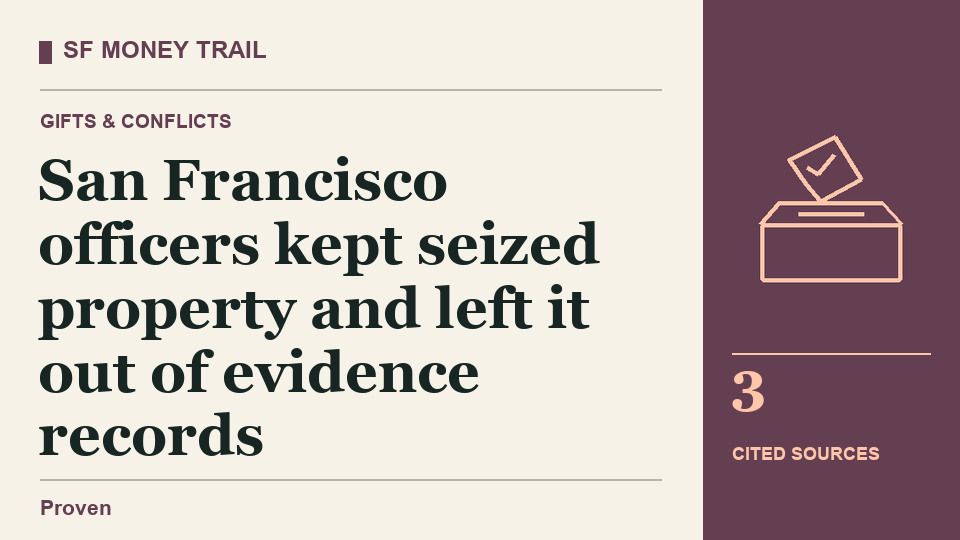 SF MONEY TRAIL
GIFTS & CONFLICTS
San Francisco
officers kept seized
property and left it
out of evidence
records
Proven
3
CITED SOURCES